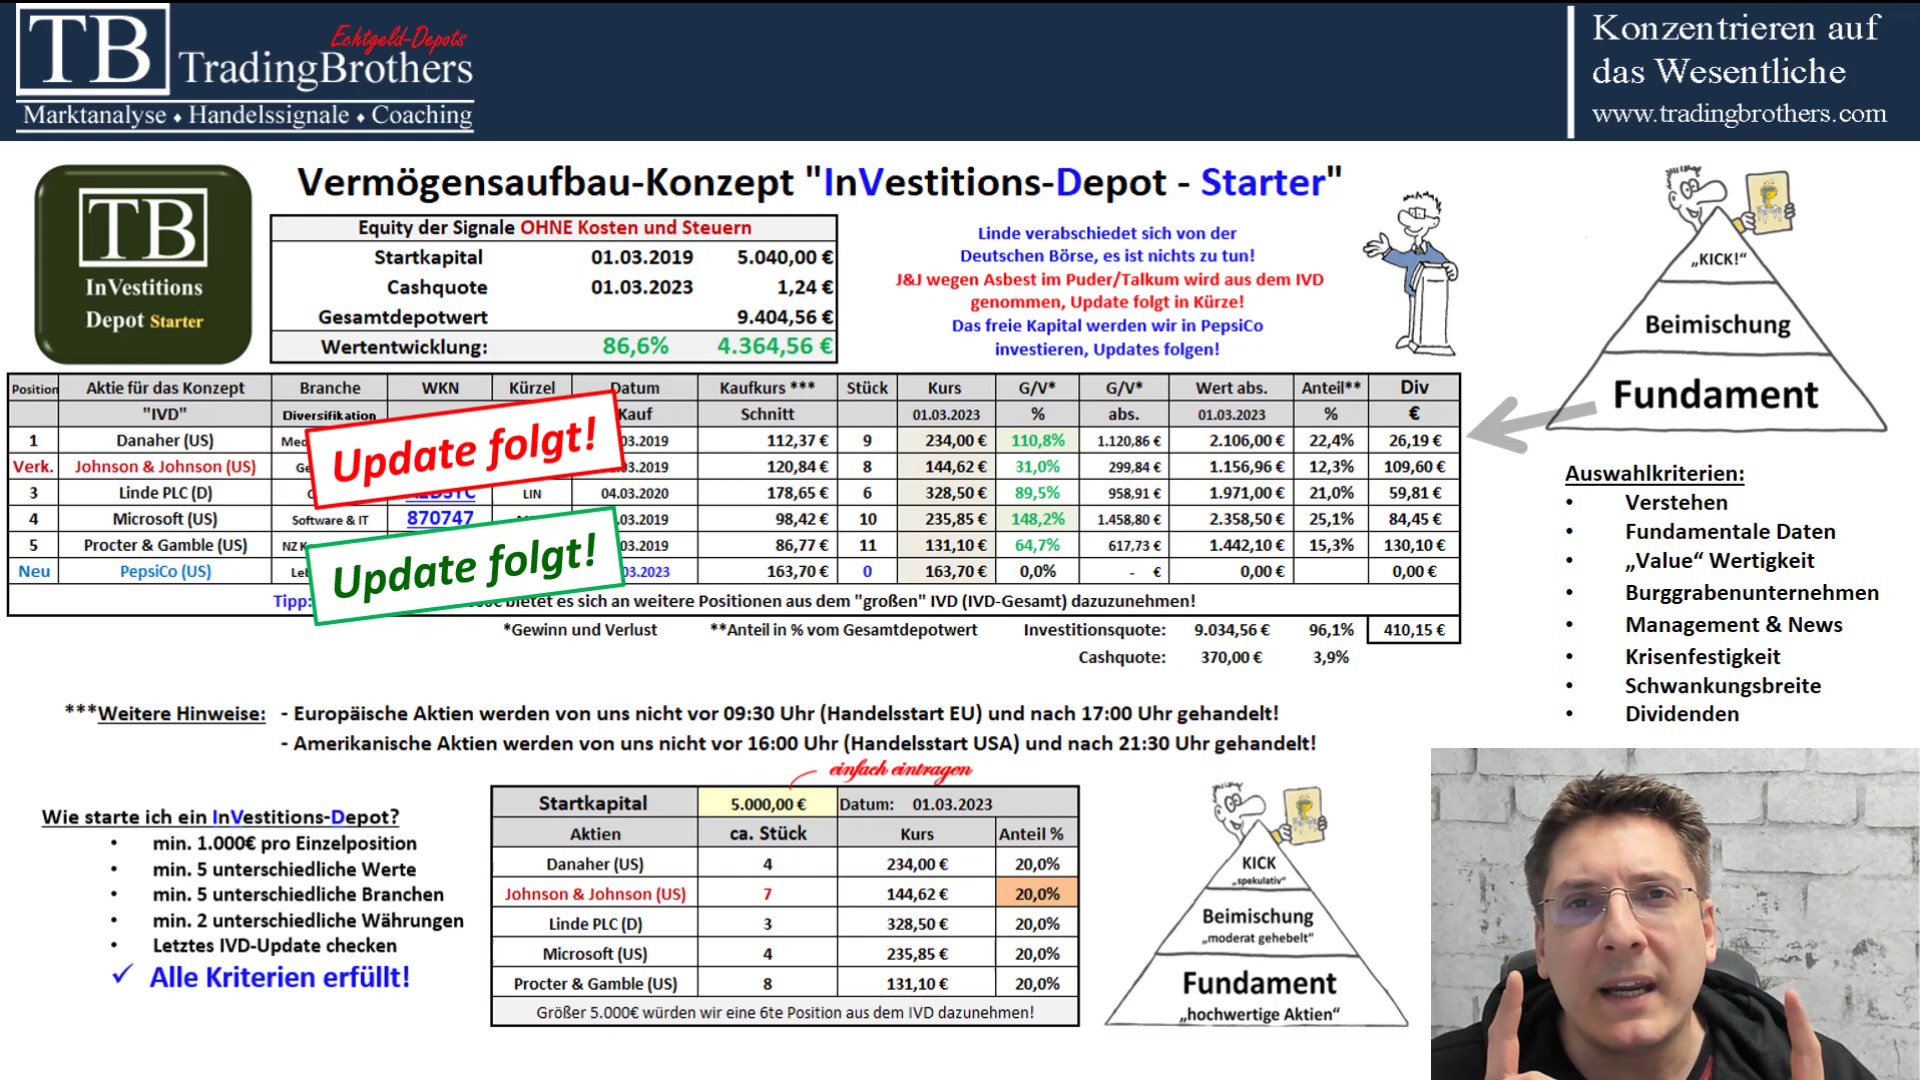 TB
Echtgeld-Depots
TradingBrothers
Marktanalyse ♦ Handelssignale ♦ Coaching
Konzentrieren auf
das Wesentliche
www.tradingbrothers.com
TB
InVestitions
Depot Starter
Vermögensaufbau-Konzept "InVestitions-Depot - Starter"
Equity der Signale OHNE Kosten und Steuern
Startkapital 01.03.2019 5.040,00 €
Cashquote 01.03.2023 1,24 €
Gesamtdepotwert 9.404,56 €
Wertentwicklung: 86,6% 4.364,56 €
Linde verabschiedet sich von der
Deutschen Börse, es ist nichts zu tun!
J&J wegen Asbest im Puder/Talkum wird aus dem IVD
genommen, Update folgt in Kürze!
Das freie Kapital werden wir in PepsiCo
investieren, Updates folgen!
„KICK!“
Beimischung
Fundament
Position Aktie für das Konzept Branche WKN Kürzel Datum Kaufkurs *** Stück Kurs G/V* G/V* Wert abs. Anteil** Div
"IVD" Diversifikation Kauf Schnitt 01.03.2023 % abs. 01.03.2023 % €
1 Danaher (US) 03.2019 112,37 € 9 234,00 € 110,8% 1.120,86 € 2.106,00 € 22,4% 26,19 €
Verk. Johnson & Johnson (US) 03.2019 120,84 € 8 144,62 € 31,0% 299,84 € 1.156,96 € 12,3% 109,60 €
3 Linde PLC (D) LIN 04.03.2020 178,65 € 6 328,50 € 89,5% 958,91 € 1.971,00 € 21,0% 59,81 €
4 Microsoft (US) Software & IT 870747 03.2019 98,42 € 10 235,85 € 148,2% 1.458,80 € 2.358,50 € 25,1% 84,45 €
5 Procter & Gamble (US) 03.2019 86,77 € 11 131,10 € 64,7% 617,73 € 1.442,10 € 15,3% 130,10 €
Neu PepsiCo (US) 03.2023 163,70 € 0 163,70 € 0,0% - € 0,00 € 0,00 €
Tipp: bietet es sich an weitere Positionen aus dem "großen" IVD (IVD-Gesamt) dazuzunehmen!
Update folgt!
Update folgt!
*Gewinn und Verlust **Anteil in % vom Gesamtdepotwert Investitionsquote: 9.034,56 € 96,1% 410,15 €
Cashquote: 370,00 € 3,9%
Auswahlkriterien:
• Verstehen
• Fundamentale Daten
• „Value“ Wertigkeit
• Burggrabenunternehmen
• Management & News
• Krisenfestigkeit
• Schwankungsbreite
• Dividenden
***Weitere Hinweise: - Europäische Aktien werden von uns nicht vor 09:30 Uhr (Handelsstart EU) und nach 17:00 Uhr gehandelt!
- Amerikanische Aktien werden von uns nicht vor 16:00 Uhr (Handelsstart USA) und nach 21:30 Uhr gehandelt!
einfach eintragen
Wie starte ich ein InVestitions-Depot?
• min. 1.000€ pro Einzelposition
• min. 5 unterschiedliche Werte
• min. 5 unterschiedliche Branchen
• min. 2 unterschiedliche Währungen
• Letztes IVD-Update checken
✓ Alle Kriterien erfüllt!
Startkapital 5.000,00 € Datum: 01.03.2023
Aktien ca. Stück Kurs Anteil %
Danaher (US) 4 234,00 € 20,0%
Johnson & Johnson (US) 7 144,62 € 20,0%
Linde PLC (D) 3 328,50 € 20,0%
Microsoft (US) 4 235,85 € 20,0%
Procter & Gamble (US) 8 131,10 € 20,0%
Größer 5.000€ würden wir eine 6te Position aus dem IVD dazunehmen!
KICK
„spekulativ“
Beimischung
„moderat gehebelt“
Fundament
„hochwertige Aktien“